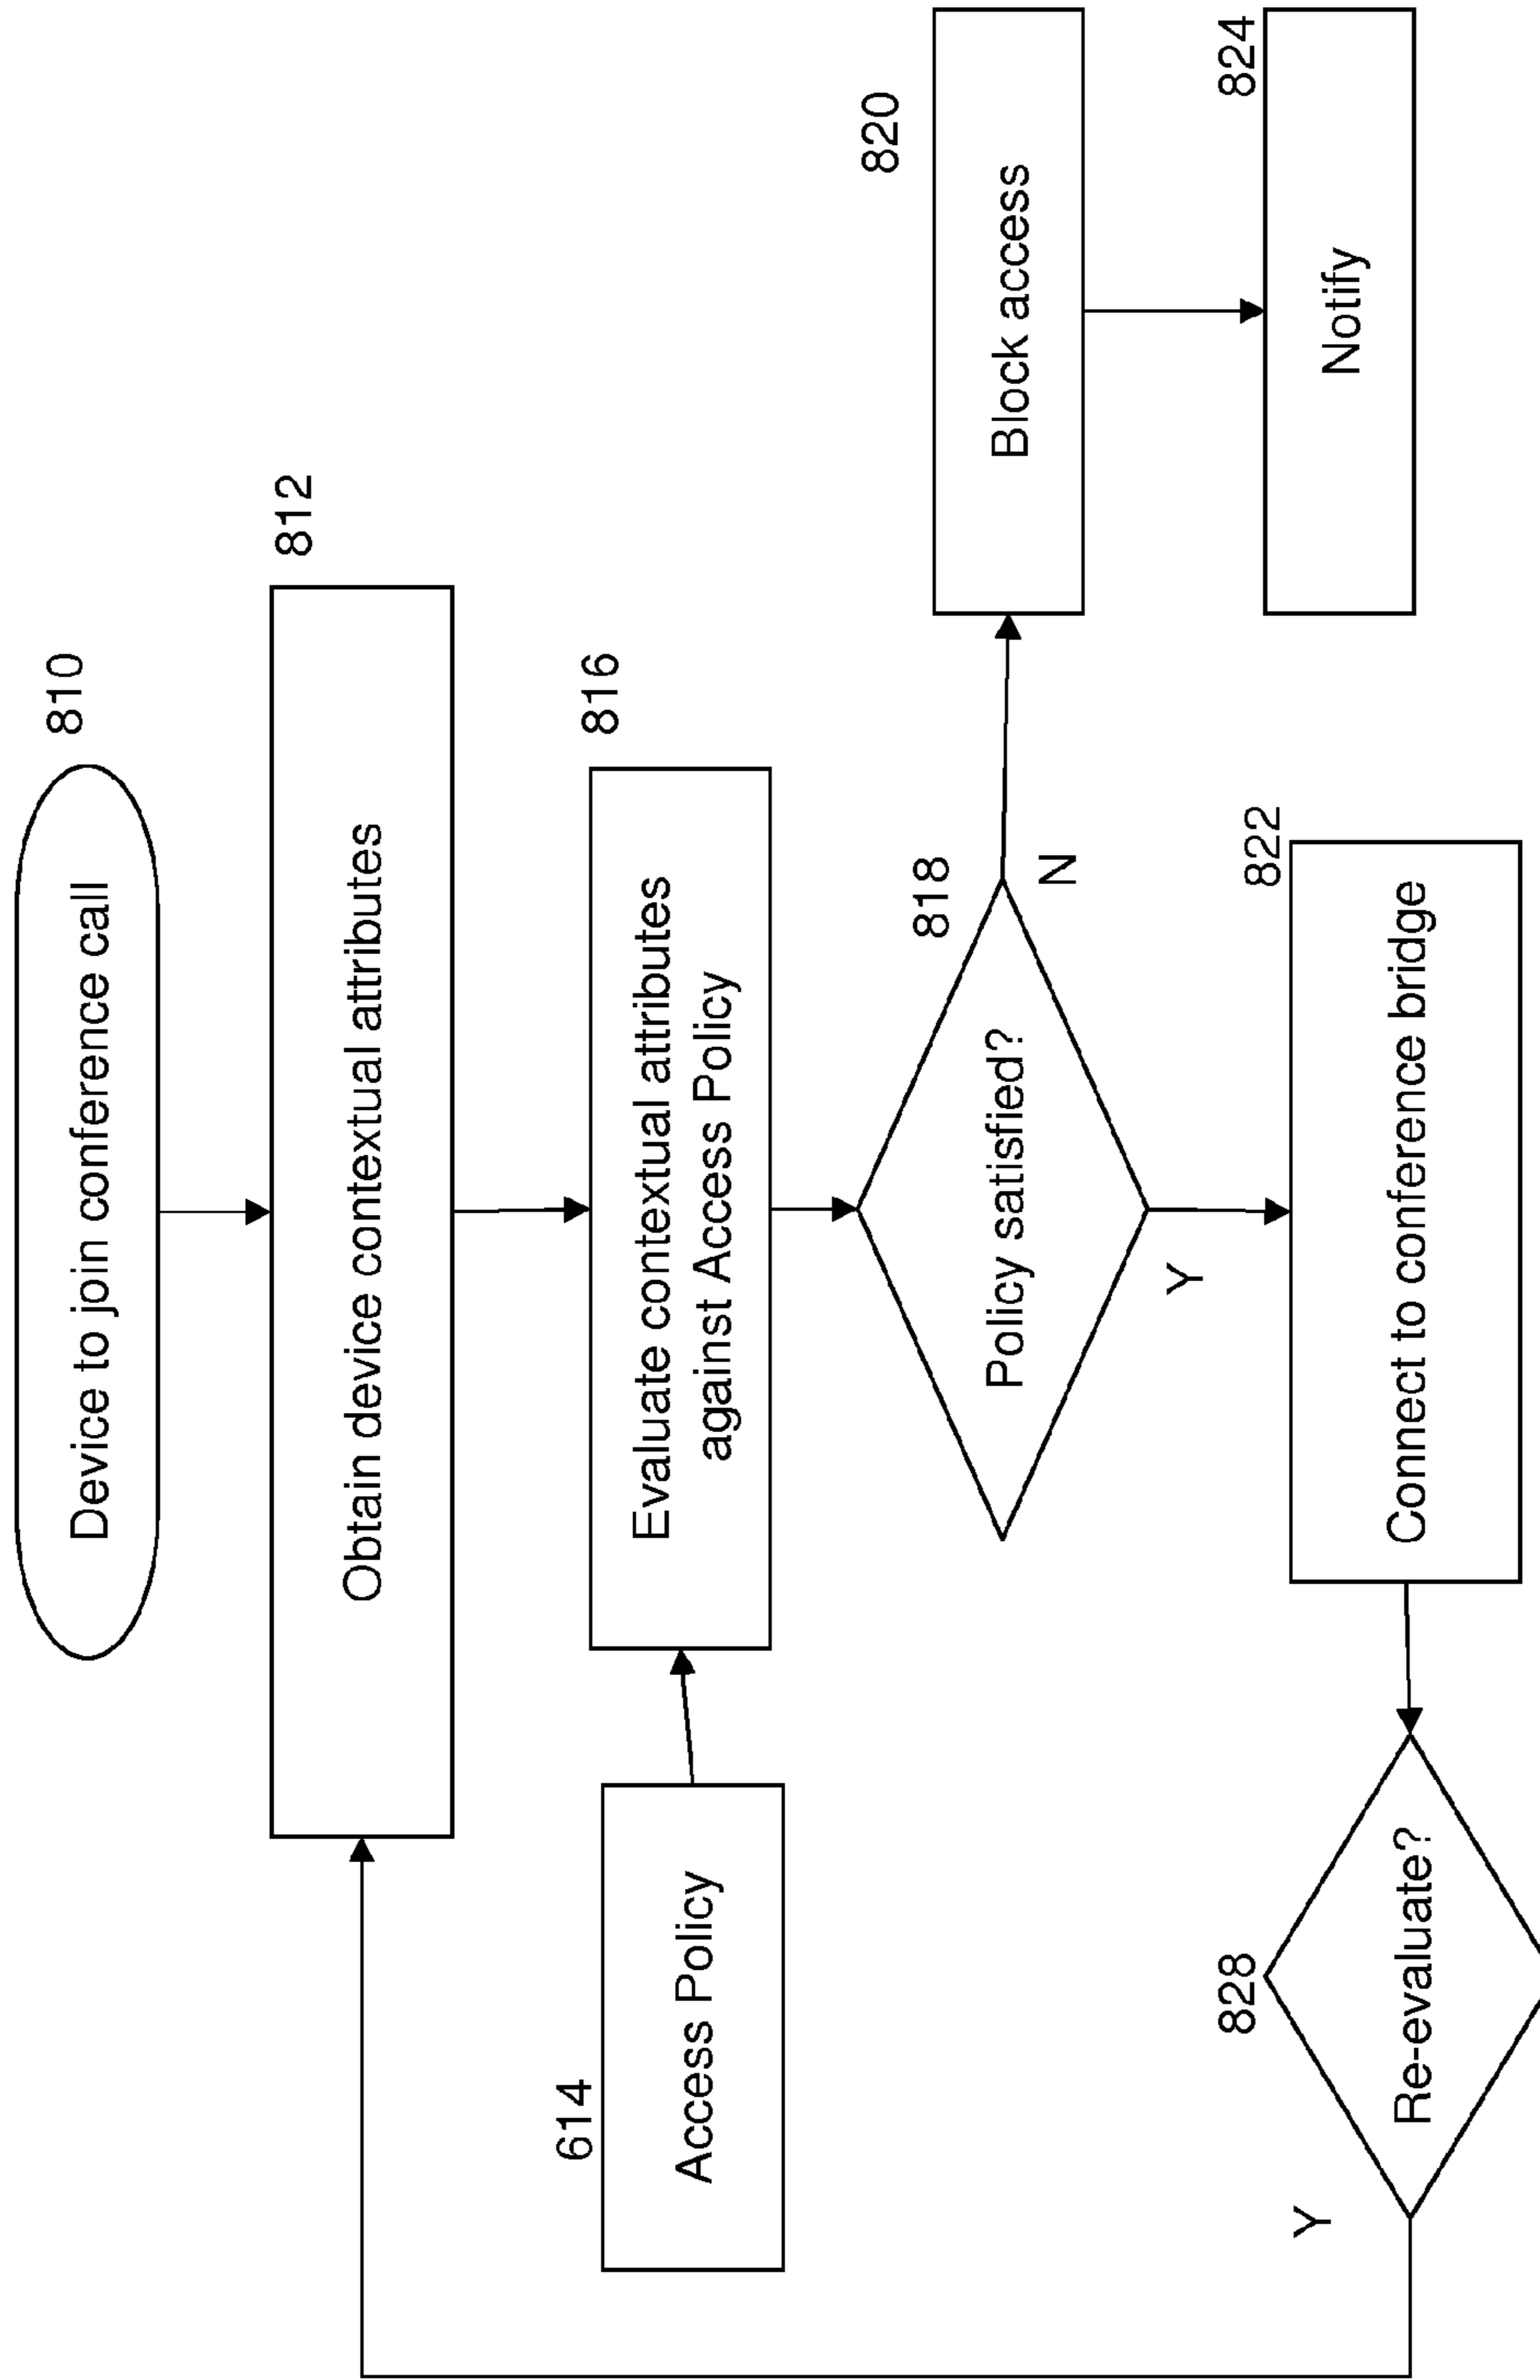 810
Device to join conference call
812
Obtain device contextual attributes
816
Evaluate contextual attributes
against Access Policy
614
Access Policy
818
Policy satisfied?
N
Y
820
Block access
824
Notify
822
Connect to conference bridge
828
Re-evaluate?
Y